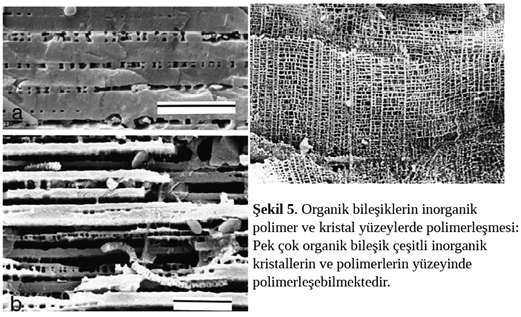 a
b
Şekil 5. Organik bileşiklerin inorganik
polimer ve kristal yüzeylerde polimerleşmesi:
Pek çok organik bileşik çeşitli inorganik
kristallerin ve polimerlerin yüzeyinde
polimerleşebilmektedir.